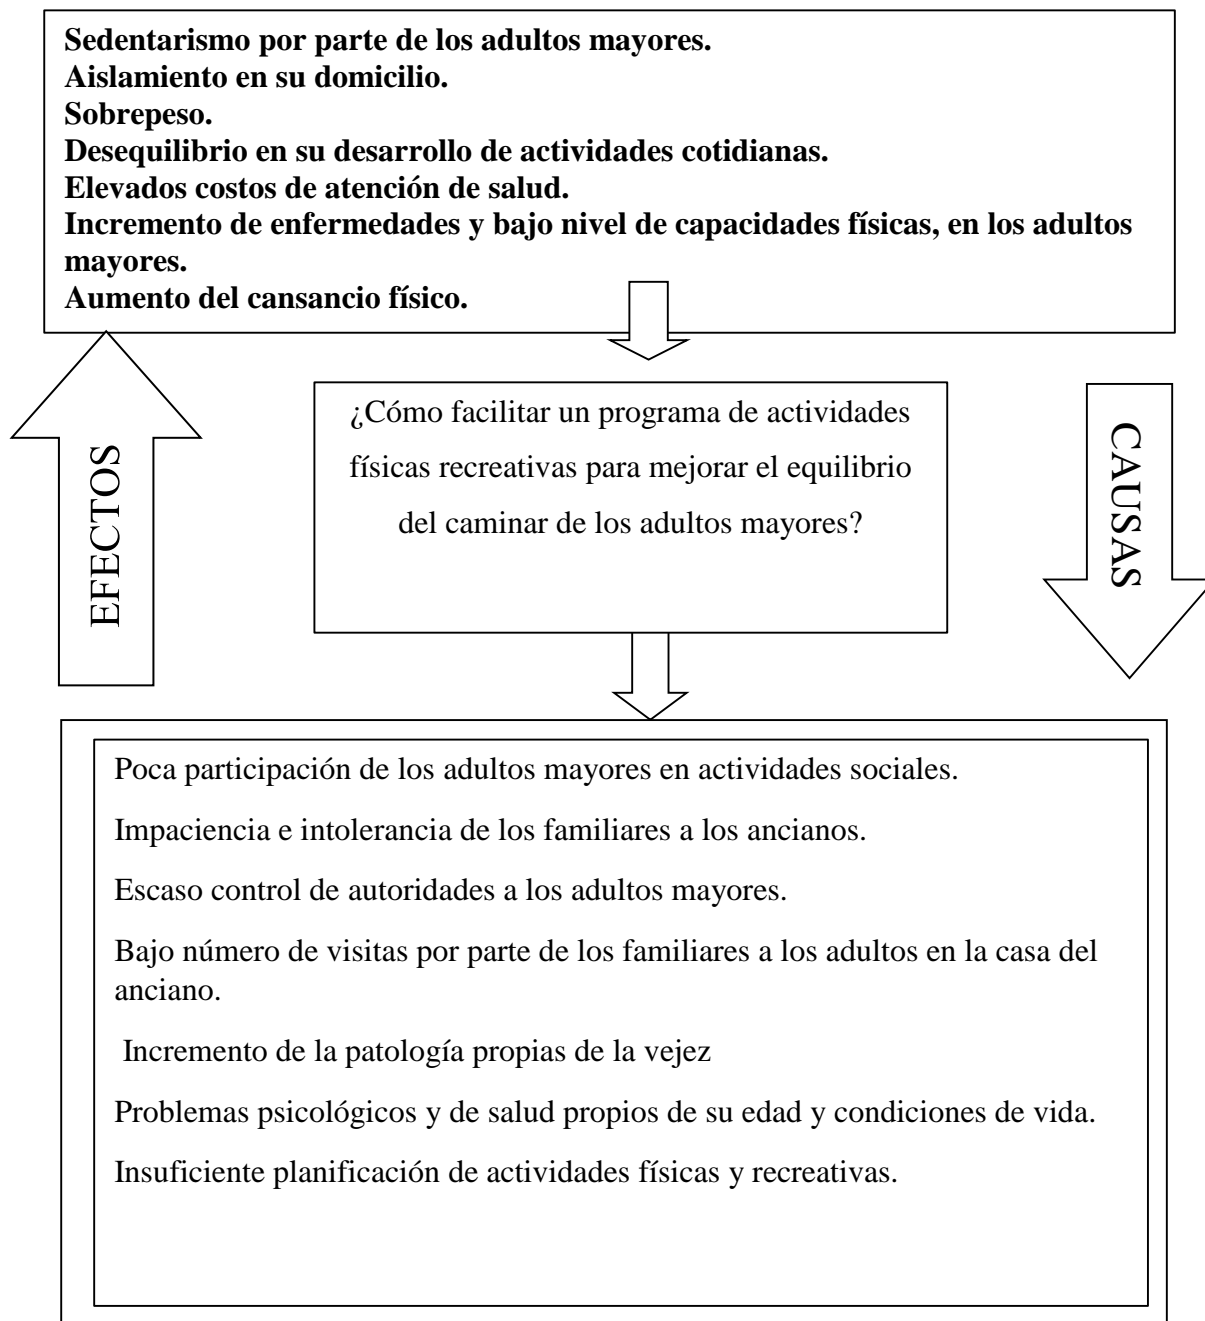 Sedentarismo por parte de los adultos mayores.
Aislamiento en su domicilio.
Sobrepeso.
Desequilibrio en su desarrollo de actividades cotidianas.
Elevados costos de atención de salud.
Incremento de enfermedades y bajo nivel de capacidades físicas, en los adultos
mayores.
Aumento del cansancio físico.
EFECTOS
¿Cómo facilitar un programa de actividades
físicas recreativas para mejorar el equilibrio
del caminar de los adultos mayores?
CAUSAS
Poca participación de los adultos mayores en actividades sociales.
Impaciencia e intolerancia de los familiares a los ancianos.
Escaso control de autoridades a los adultos mayores.
Bajo número de visitas por parte de los familiares a los adultos en la casa del
anciano.
Incremento de la patología propias de la vejez
Problemas psicológicos y de salud propios de su edad y condiciones de vida.
Insuficiente planificación de actividades físicas y recreativas.